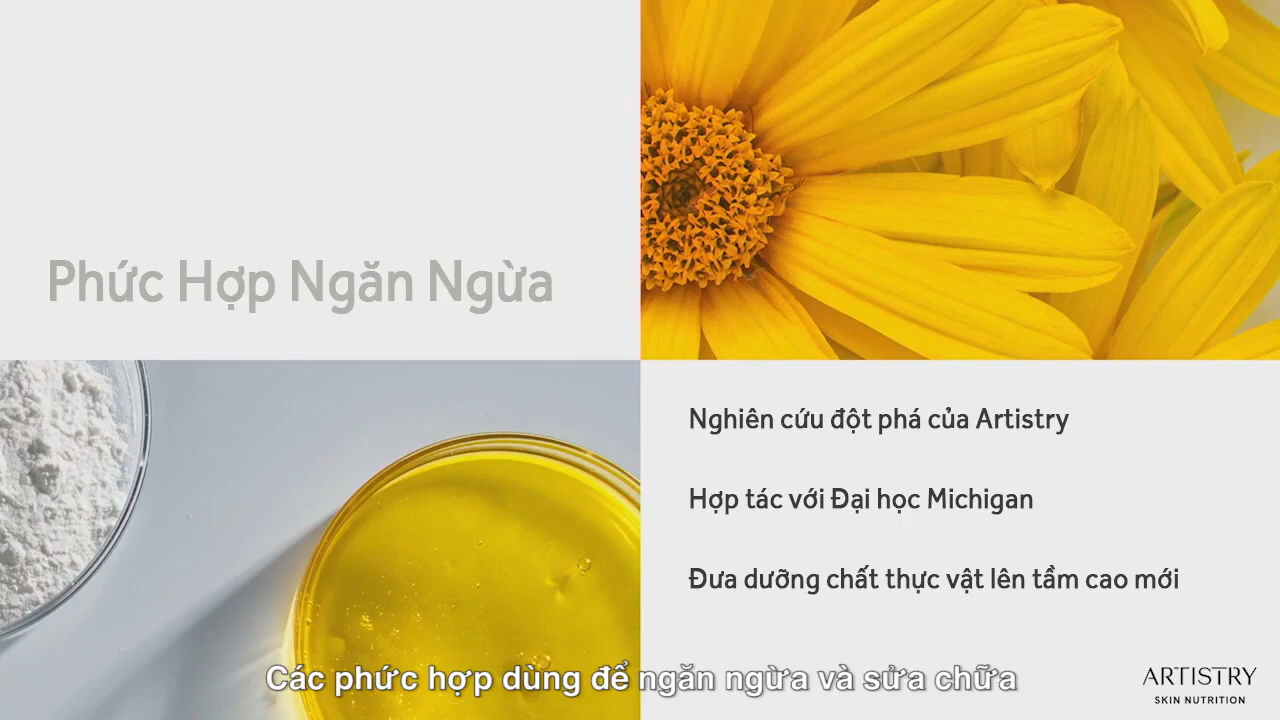 Phức Hợp Ngăn Ngừa
Nghiên cứu đột phá của Artistry
Hợp tác với Đại học Michigan
Đưa dưỡng chất thực vật lên tầm cao mới
Các phức hợp dùng để ngăn ngừa và sửa chữa
ARTISTRY
SKIN NUTRITION